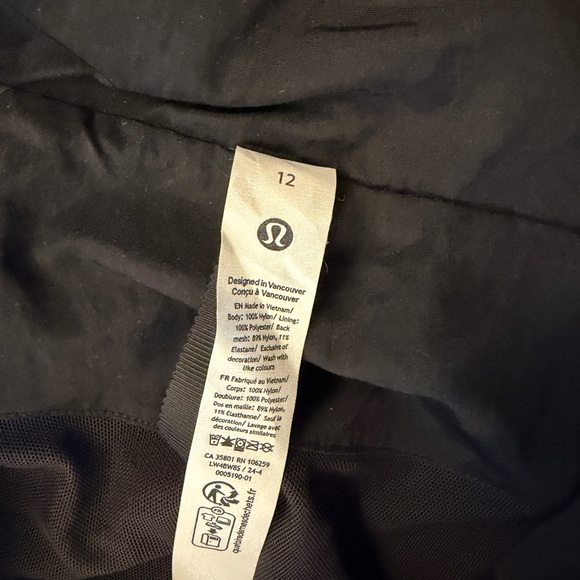 12
Designed in Vancouver
Conçu à Vancouver
EN Made in Vietnam/
Body: 100% Nylon/ Lining:
100% Polyester/ Back
mesh: 89% Nylon, 11%
Elastane/ Exclusive of
decoration/ Wash with
like colours
FR Fabriqué au Vietnam/
Corps: 100% Nylon/
Doublure: 100% Polyester/
Dos en maille: 89% Nylon,
11% Élasthanne/ Sauf la
décoration/ Lavage avec
des couleurs similaires
CA 35801 RN 106259
LW4BW8S / 24-4
0005190-01
quefairedemesdechets.fr